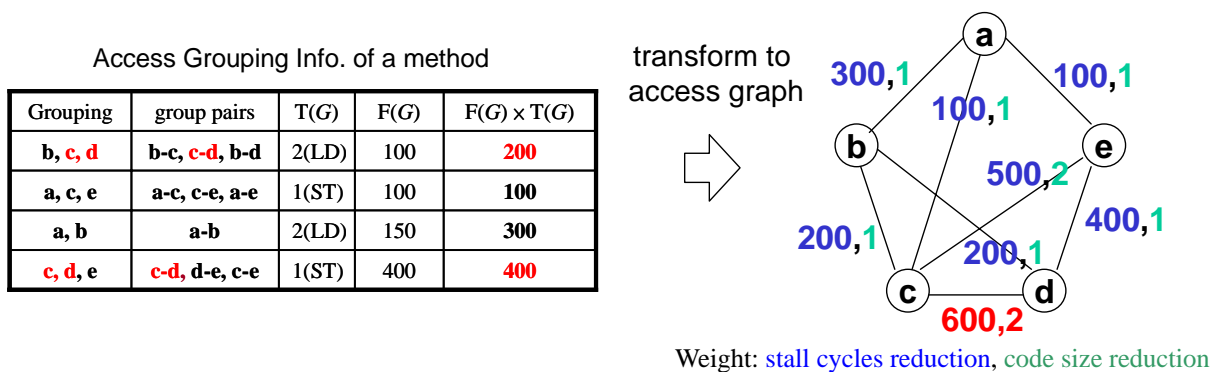 Access Grouping Info. of a method
Grouping group pairs T(G) F(G) F(G) × T(G)
b, c, d b-c, c-d, b-d 2(LD) 100 200
a, c, e a-c, c-e, a-e 1(ST) 100 100
a, b a-b 2(LD) 150 300
c, d, e c-d, d-e, c-e 1(ST) 400 400
transform to
access graph
a
300,1
100,1
100,1
b
e
500,2
400,1
200,1
200,1
c
d
600,2
Weight: stall cycles reduction, code size reduction